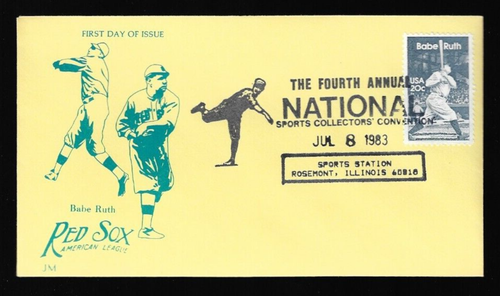 FIRST DAY OF ISSUE
Babe Ruth
RED SOX
AMERICAN LEAGUE
JM
THE FOURTH ANNUAL
NATIONAL
SPORTS COLLECTORS' CONVENTION
JUL 8 1983
SPORTS STATION
ROSEMONT, ILLINOIS 60018
Babe Ruth
USA
20c